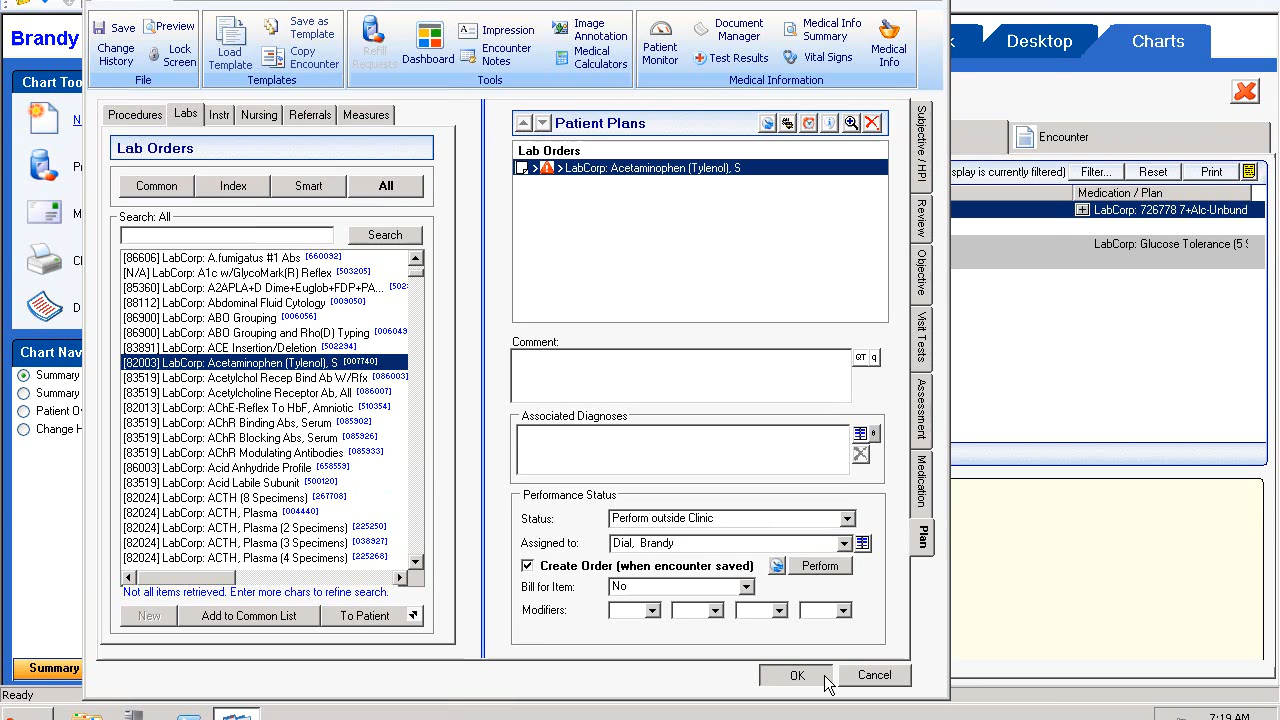 Brandy
Desktop
Charts
Save
Preview
Change History
Lock Screen
File
Load Template
Save as Template
Copy Encounter
Templates
Refill Requests
Dashboard
Impression
Encounter Notes
Image Annotation
Medical Calculators
Tools
Patient Monitor
Document Manager
Test Results
Medical Info Summary
Vital Signs
Medical Info
Medical Information
Chart Too
Chart Nav
Summary
Summary
Patient Ov
Change H
Summary
Ready
Procedures Labs Instr Nursing Referrals Measures
Lab Orders
Common Index Smart All
Search: All
Search
[86606] LabCorp: A.fumigatus #1 Abs [660092]
[N/A] LabCorp: A1c w/GlycoMark(R) Reflex [503205]
[85360] LabCorp: A2APLA+D Dime+Euglob+FDP+PA... [502
[88112] LabCorp: Abdominal Fluid Cytology [009050]
[86900] LabCorp: ABO Grouping [006056]
[86900] LabCorp: ABO Grouping and Rho(D) Typing [006049
[83891] LabCorp: ACE Insertion/Deletion [502294]
[82003] LabCorp: Acetaminophen (Tylenol), S [007740]
[83519] LabCorp: Acetylchol Recep Bind Ab W/Rfx [086003]
[83519] LabCorp: Acetylcholine Receptor Ab, All [086007]
[82013] LabCorp: AChE-Reflex To HbF, Amniotic [510354]
[83519] LabCorp: AChR Binding Abs, Serum [085902]
[83519] LabCorp: AChR Blocking Abs, Serum [085926]
[83519] LabCorp: AChR Modulating Antibodies [085933]
[86003] LabCorp: Acid Anhydride Profile [658559]
[83519] LabCorp: Acid Labile Subunit [500120]
[82024] LabCorp: ACTH (8 Specimens) [267708]
[82024] LabCorp: ACTH, Plasma [004440]
[82024] LabCorp: ACTH, Plasma (2 Specimens) [225250]
[82024] LabCorp: ACTH, Plasma (3 Specimens) [038927]
[82024] LabCorp: ACTH, Plasma (4 Specimens) [225268]
Not all items retrieved. Enter more chars to refine search.
New Add to Common List To Patient
Patient Plans
Lab Orders
LabCorp: Acetaminophen (Tylenol), S
Comment:
QT q
Associated Diagnoses
Performance Status
Status: Perform outside Clinic
Assigned to: Dial, Brandy
Create Order (when encounter saved) Perform
Bill for Item: No
Modifiers:
OK Cancel
Subjective / HPI
Review
Objective
Visit Tests
Assessment
Medication
Plan
Encounter
splay is currently filtered) Filter... Reset Print
Medication / Plan
LabCorp: 726778 7+Alc-Unbund
LabCorp: Glucose Tolerance (5
7:19 AM